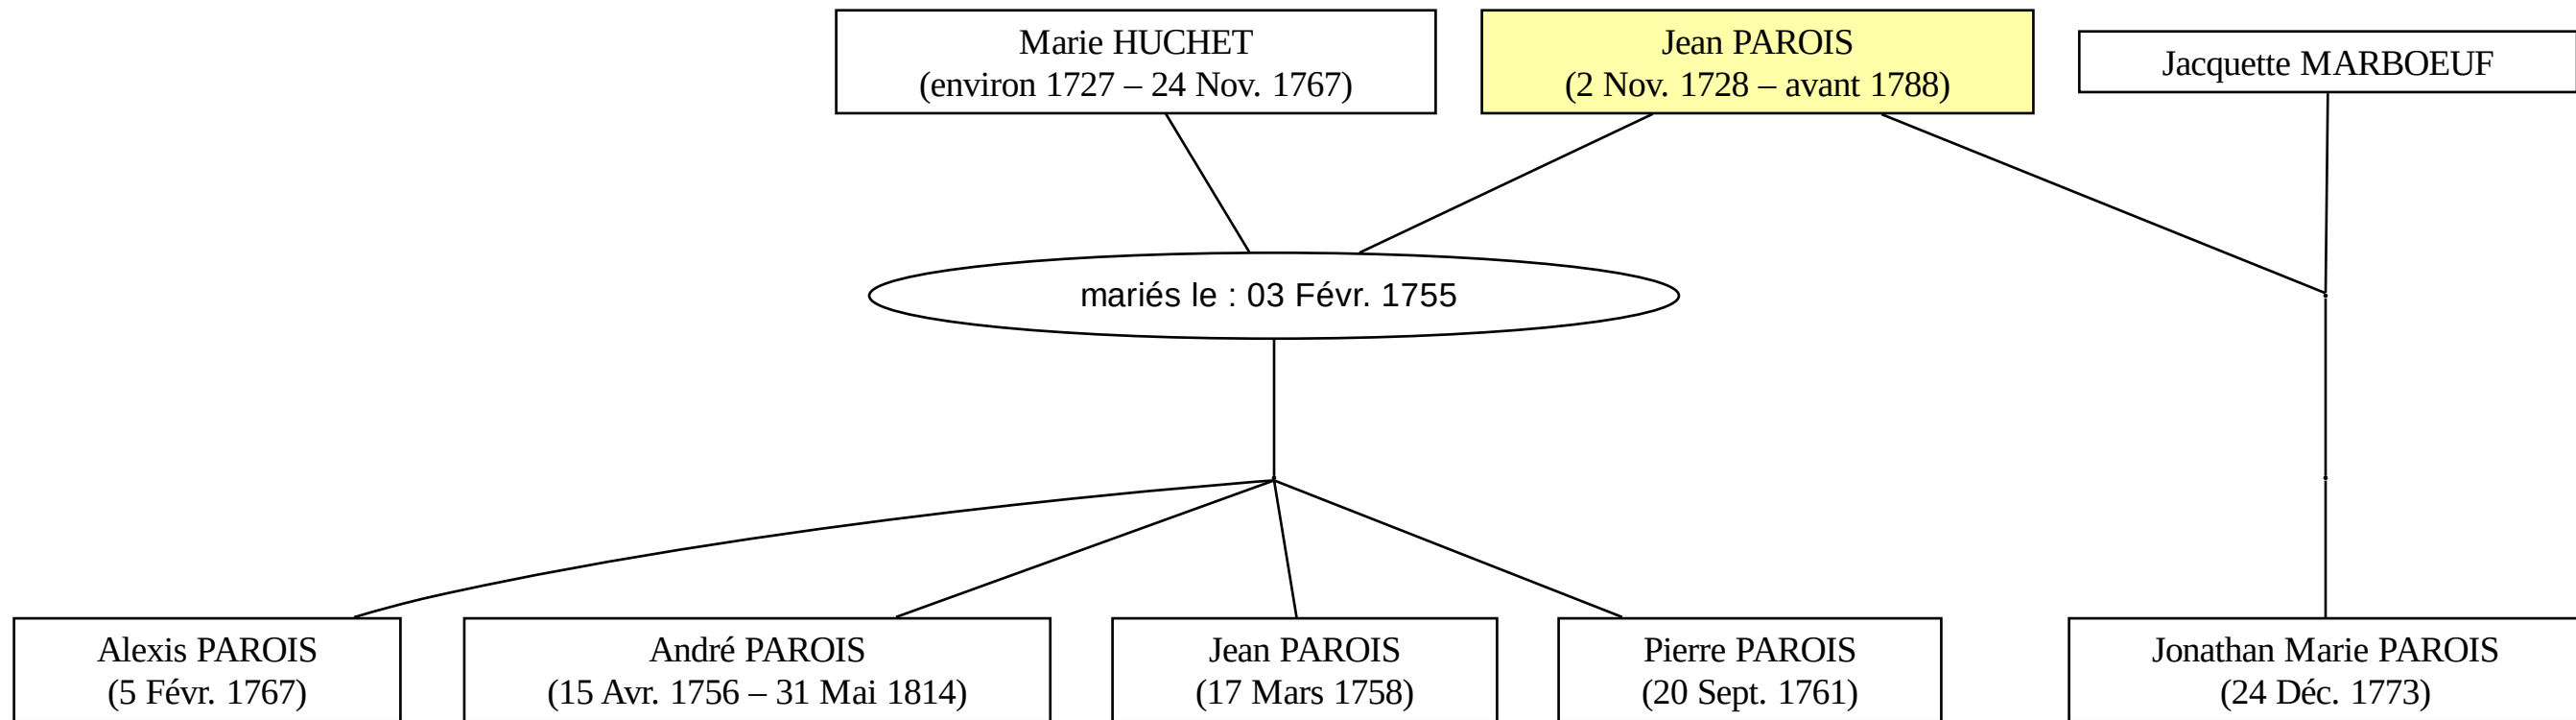 Marie HUCHET
(environ 1727 – 24 Nov. 1767)
Jean PAROIS
(2 Nov. 1728 – avant 1788)
Jacquette MARBOEUF
mariés le : 03 Févr. 1755
Alexis PAROIS
(5 Févr. 1767)
André PAROIS
(15 Avr. 1756 – 31 Mai 1814)
Jean PAROIS
(17 Mars 1758)
Pierre PAROIS
(20 Sept. 1761)
Jonathan Marie PAROIS
(24 Déc. 1773)